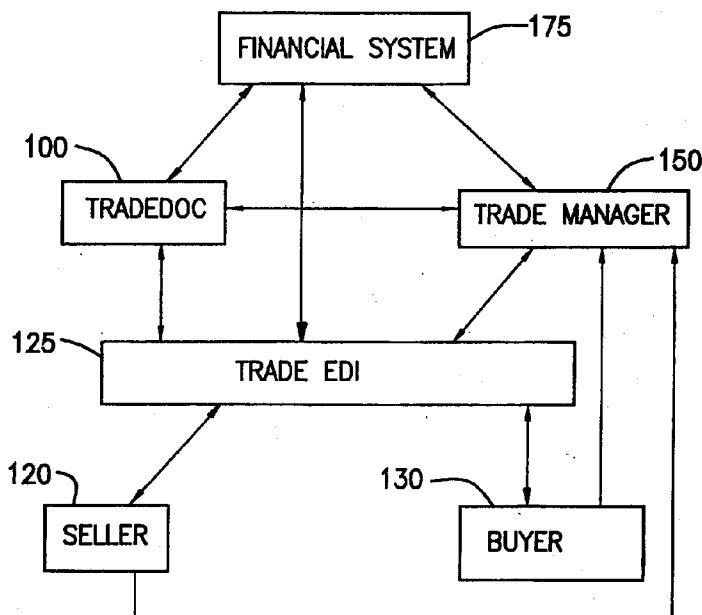 175
FINANCIAL SYSTEM
100
150
TRADEDOC
TRADE MANAGER
125
TRADE EDI
120
130
SELLER
BUYER